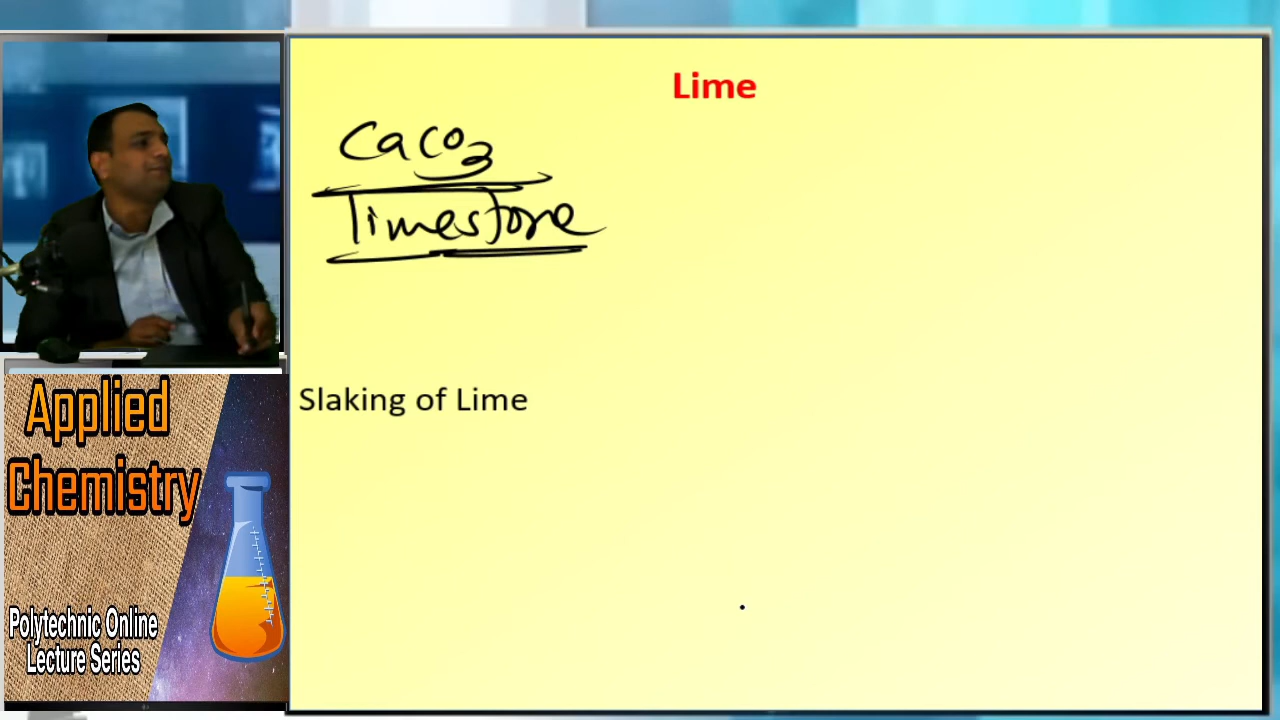 Lime
CaCO3
limestone
Slaking of Lime
Applied
Chemistry
Polytechnic Online
Lecture Series